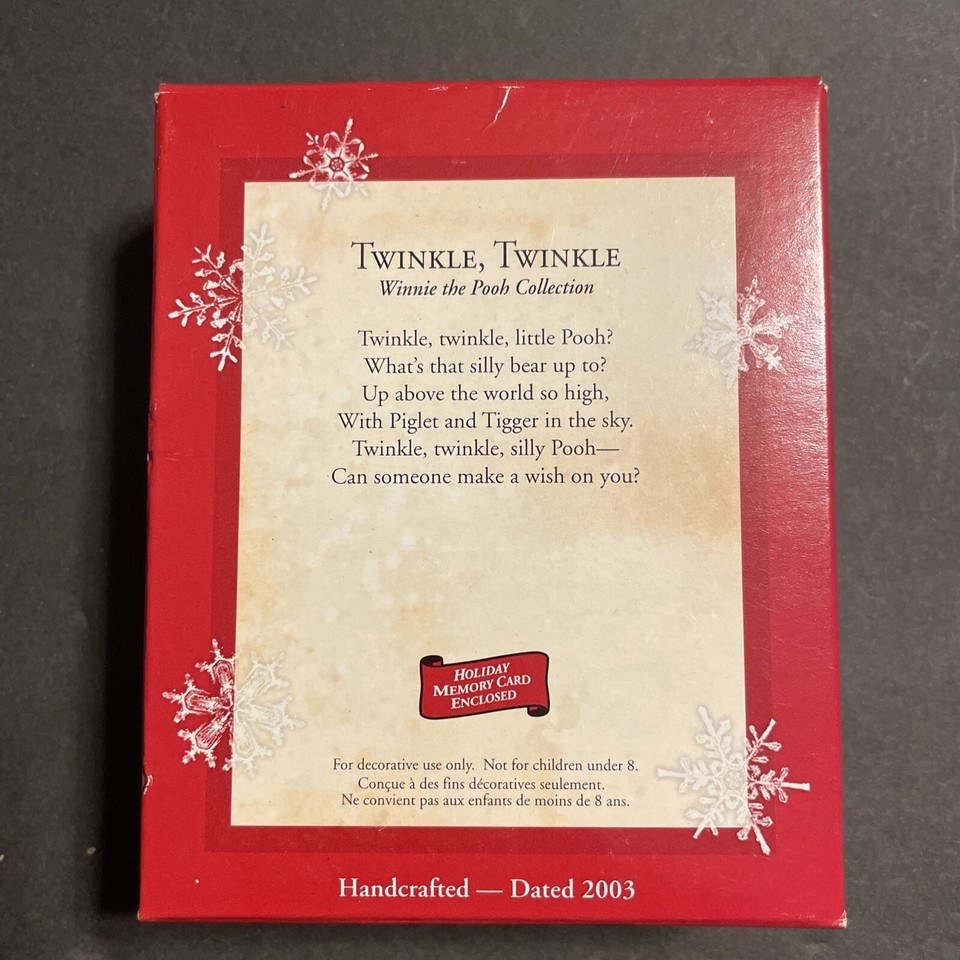 Twinkle, Twinkle
Winnie the Pooh Collection
Twinkle, twinkle, little Pooh?
What's that silly bear up to?
Up above the world so high,
With Piglet and Tigger in the sky.
Twinkle, twinkle, silly Pooh—
Can someone make a wish on you?
Holiday
Memory Card
Enclosed
For decorative use only. Not for children under 8.
Conçue à des fins décoratives seulement.
Ne convient pas aux enfants de moins de 8 ans.
Handcrafted — Dated 2003